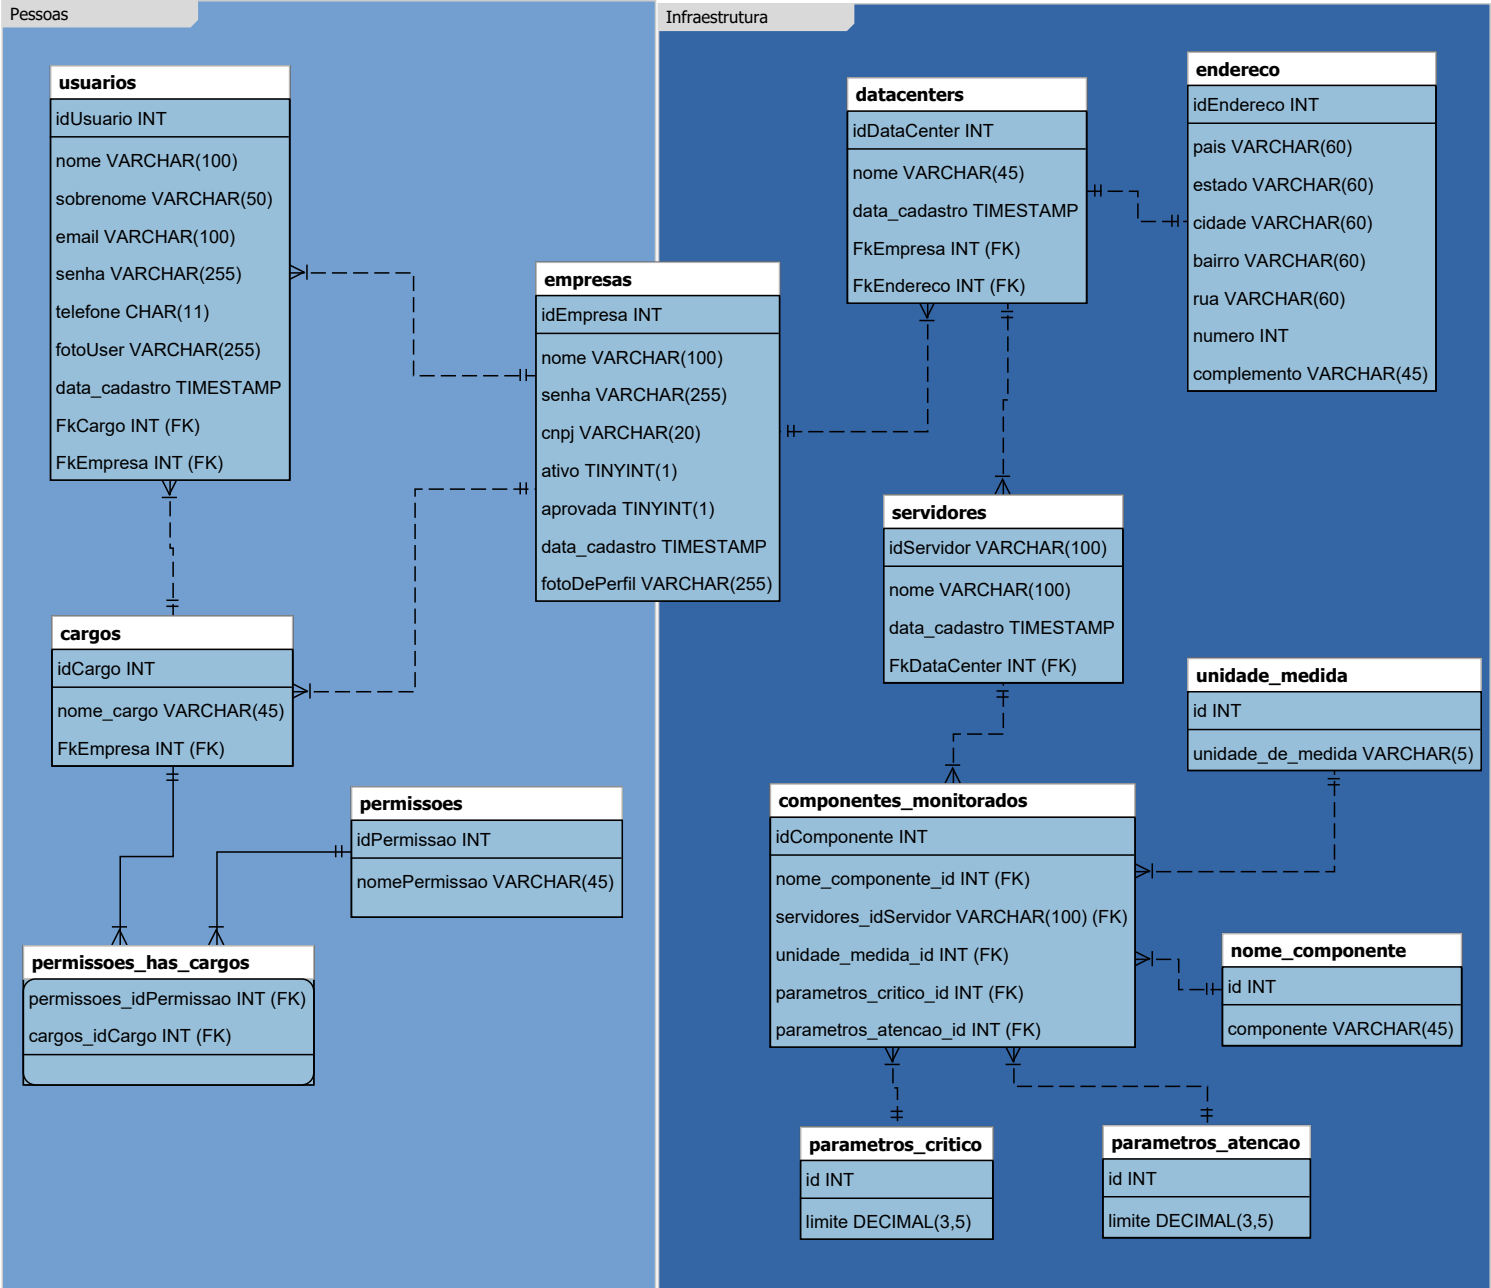 Pessoas
usuarios
idUsuario INT
nome VARCHAR(100)
sobrenome VARCHAR(50)
email VARCHAR(100)
senha VARCHAR(255)
telefone CHAR(11)
fotoUser VARCHAR(255)
data_cadastro TIMESTAMP
FkCargo INT (FK)
FkEmpresa INT (FK)
empresas
idEmpresa INT
nome VARCHAR(100)
senha VARCHAR(255)
cnpj VARCHAR(20)
ativo TINYINT(1)
aprovada TINYINT(1)
data_cadastro TIMESTAMP
fotoDePerfil VARCHAR(255)
cargos
idCargo INT
nome_cargo VARCHAR(45)
FkEmpresa INT (FK)
permissoes
idPermissao INT
nomePermissao VARCHAR(45)
permissoes_has_cargos
permissoes_idPermissao INT (FK)
cargos_idCargo INT (FK)
Infraestrutura
datacenters
idDataCenter INT
nome VARCHAR(45)
data_cadastro TIMESTAMP
FkEmpresa INT (FK)
FkEndereco INT (FK)
endereco
idEndereco INT
pais VARCHAR(60)
estado VARCHAR(60)
cidade VARCHAR(60)
bairro VARCHAR(60)
rua VARCHAR(60)
numero INT
complemento VARCHAR(45)
servidores
idServidor VARCHAR(100)
nome VARCHAR(100)
data_cadastro TIMESTAMP
FkDataCenter INT (FK)
unidade_medida
id INT
unidade_de_medida VARCHAR(5)
componentes_monitorados
idComponente INT
nome_componente_id INT (FK)
servidores_idServidor VARCHAR(100) (FK)
unidade_medida_id INT (FK)
parametros_critico_id INT (FK)
parametros_atencao_id INT (FK)
nome_componente
id INT
componente VARCHAR(45)
parametros_critico
id INT
limite DECIMAL(3,5)
parametros_atencao
id INT
limite DECIMAL(3,5)